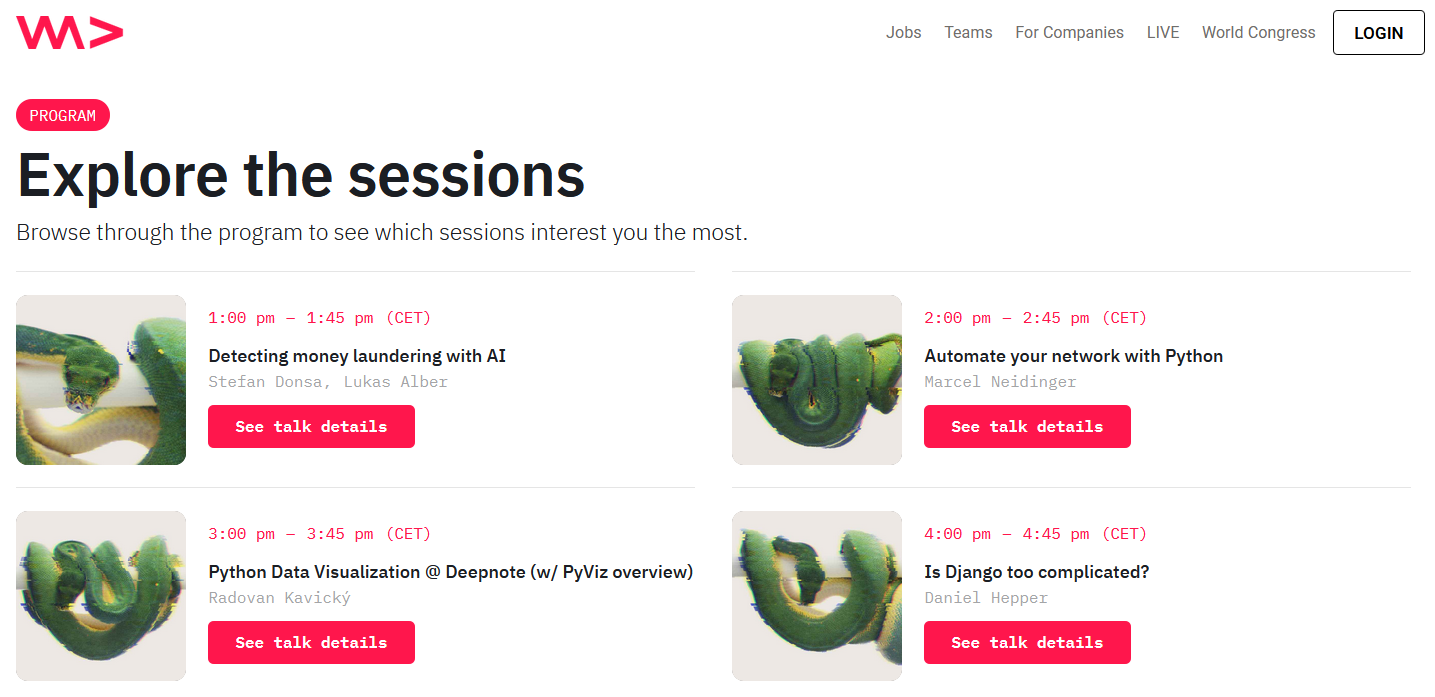 WA>
Jobs Teams For Companies LIVE World Congress LOGIN
PROGRAM
Explore the sessions
Browse through the program to see which sessions interest you the most.
1:00 pm – 1:45 pm (CET)
Detecting money laundering with AI
Stefan Donsa, Lukas Alber
See talk details
2:00 pm – 2:45 pm (CET)
Automate your network with Python
Marcel Neidinger
See talk details
3:00 pm – 3:45 pm (CET)
Python Data Visualization @ Deepnote (w/ PyViz overview)
Radovan Kavický
See talk details
4:00 pm – 4:45 pm (CET)
Is Django too complicated?
Daniel Hepper
See talk details